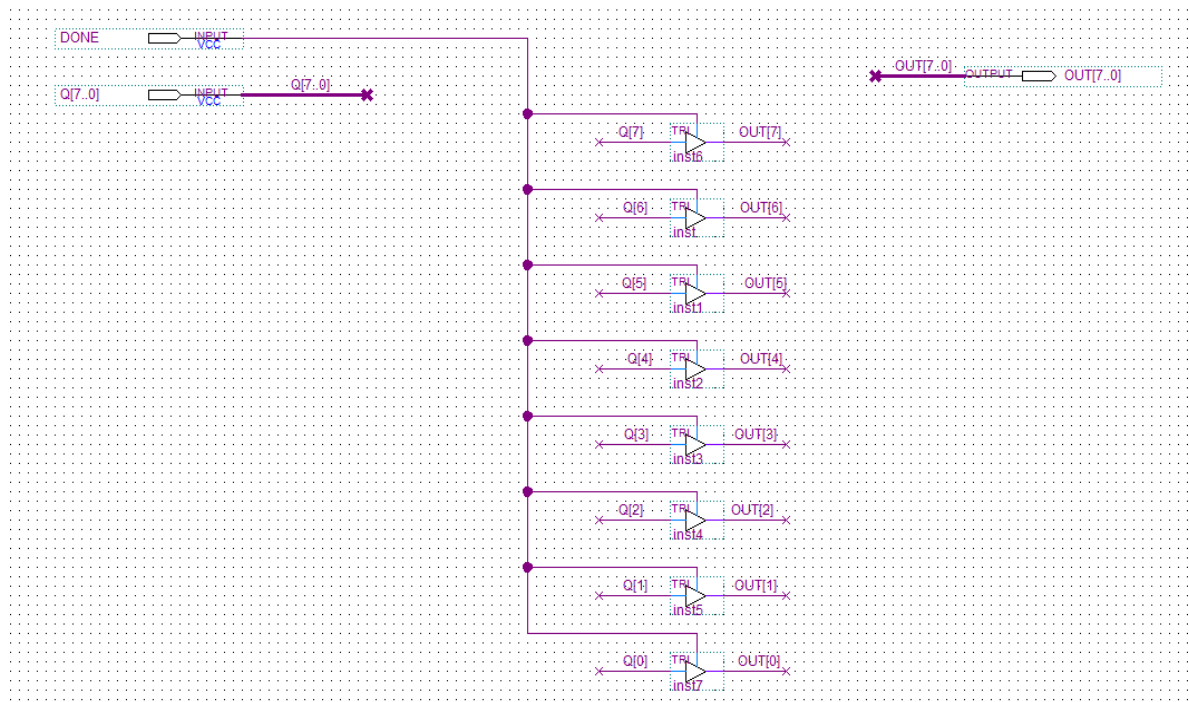 DONE INPUT
VCC
OUT[7..0] OUTPUT OUT[7..0]
Q[7..0] INPUT Q[7..0]
VCC
Q[7] TRI OUT[7]
inst6
Q[6] TRI OUT[6]
inst
Q[5] TRI OUT[5]
inst1
Q[4] TRI OUT[4]
inst2
Q[3] TRI OUT[3]
inst3
Q[2] TRI OUT[2]
inst4
Q[1] TRI OUT[1]
inst5
Q[0] TRI OUT[0]
inst7